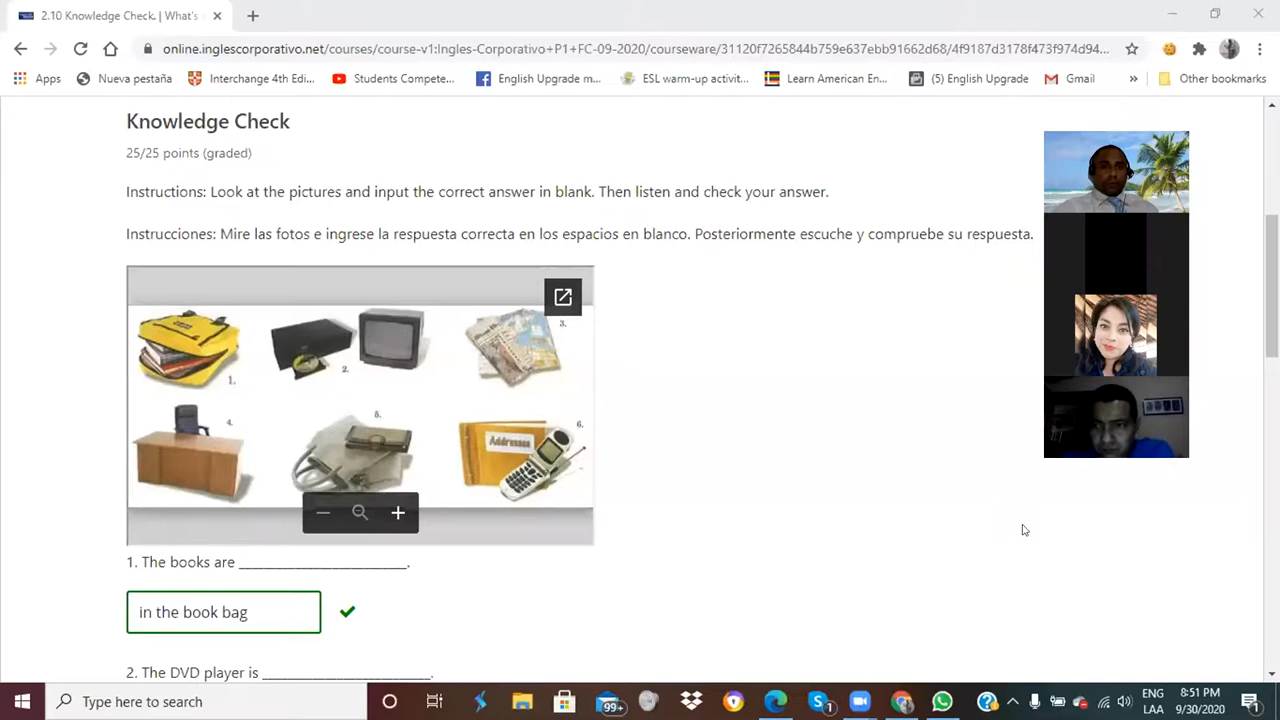 2.10 Knowledge Check. | What's
online.inglescorporativo.net/courses/course-v1:Ingles-Corporativo+P1+FC-09-2020/courseware/31120f7265844b759e637ebb91662d68/4f9187d3178f473f974d94...
Apps
Nueva pestaña
Interchange 4th Edi...
Students Compete...
English Upgrade m...
ESL warm-up activit...
Learn American En...
(5) English Upgrade
Gmail
»
Other bookmarks
Knowledge Check
25/25 points (graded)
Instructions: Look at the pictures and input the correct answer in blank. Then listen and check your answer.
Instrucciones: Mire las fotos e ingrese la respuesta correcta en los espacios en blanco. Posteriormente escuche y compruebe su respuesta.
1.
2.
3.
4.
5.
6.
Addresses
1. The books are ________________________.
in the book bag
2. The DVD player is ________________________.
Type here to search
99+
1
ENG
LAA
8:51 PM
9/30/2020
1